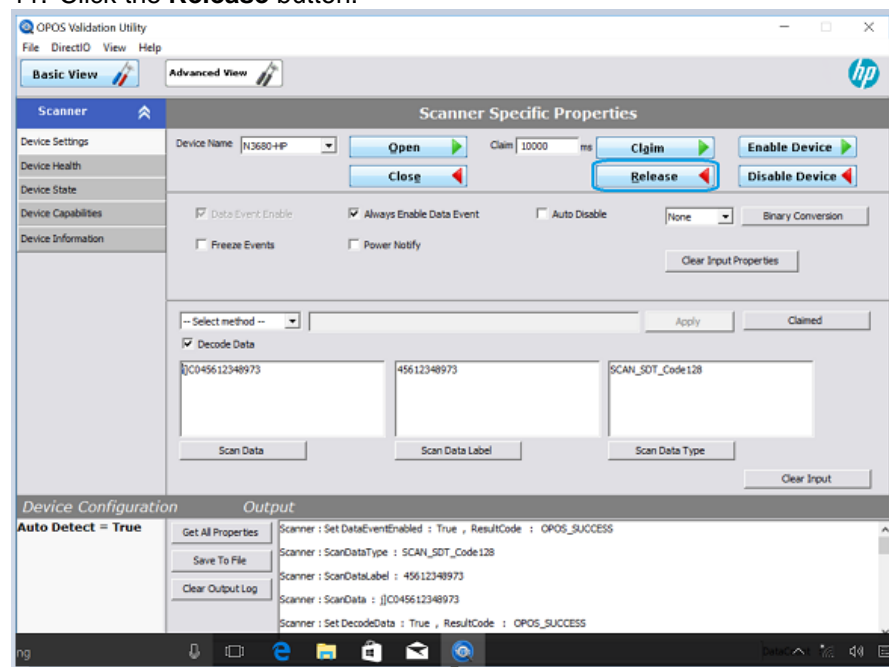 Click the Release button.
OPOS Validation Utility
File DirectIO View Help
Basic View Advanced View hp
Scanner Scanner Specific Properties
Device Settings
Device Health
Device State
Device Capabilities
Device Information
Device Name N3680-HP Open Claim 10000 ms Claim Enable Device
Close Release Disable Device
Data Event Enable Always Enable Data Event Auto Disable None Binary Conversion
Freeze Events Power Notify
Clear Input Properties
-- Select method -- Apply Claimed
Decode Data
j]C045612348973 45612348973 SCAN_SDT_Code128
Scan Data Scan Data Label Scan Data Type
Clear Input
Device Configuration Output
Auto Detect = True
Get All Properties
Save To File
Clear Output Log
Scanner : Set DataEventEnabled : True , ResultCode : OPOS_SUCCESS
Scanner : ScanDataType : SCAN_SDT_Code128
Scanner : ScanDataLabel : 45612348973
Scanner : ScanData : j]C045612348973
Scanner : Set DecodeData : True , ResultCode : OPOS_SUCCESS
ng